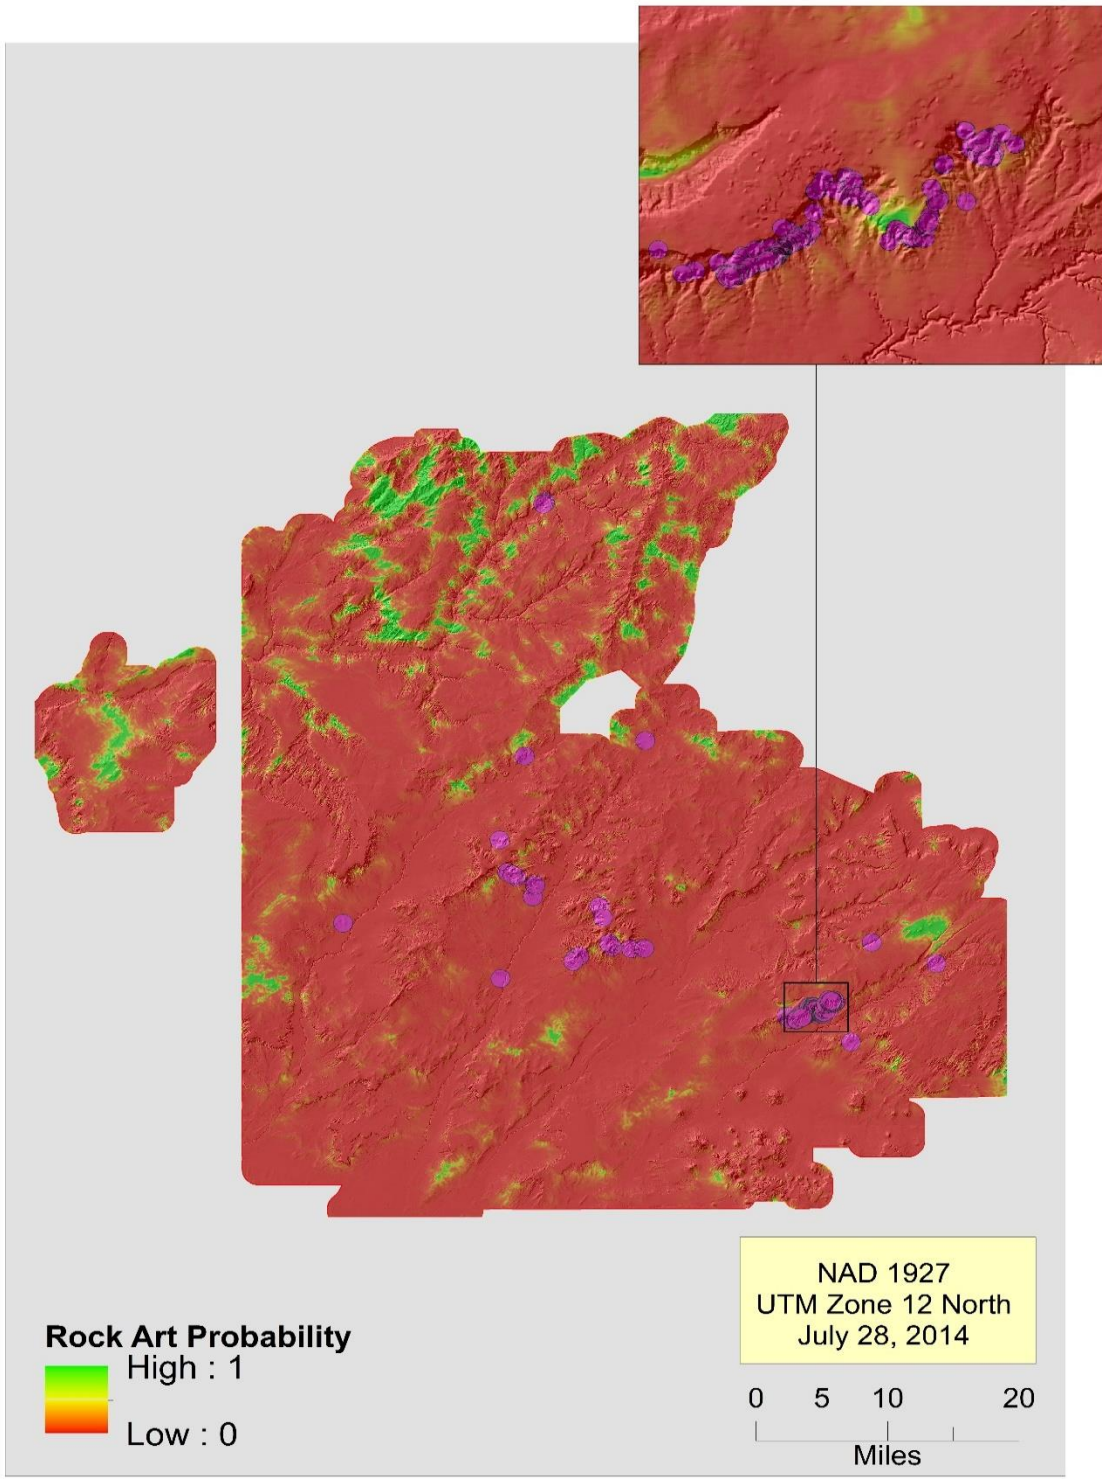 NAD 1927
UTM Zone 12 North
July 28, 2014
Rock Art Probability
High : 1
Low : 0
0 5 10 20
Miles